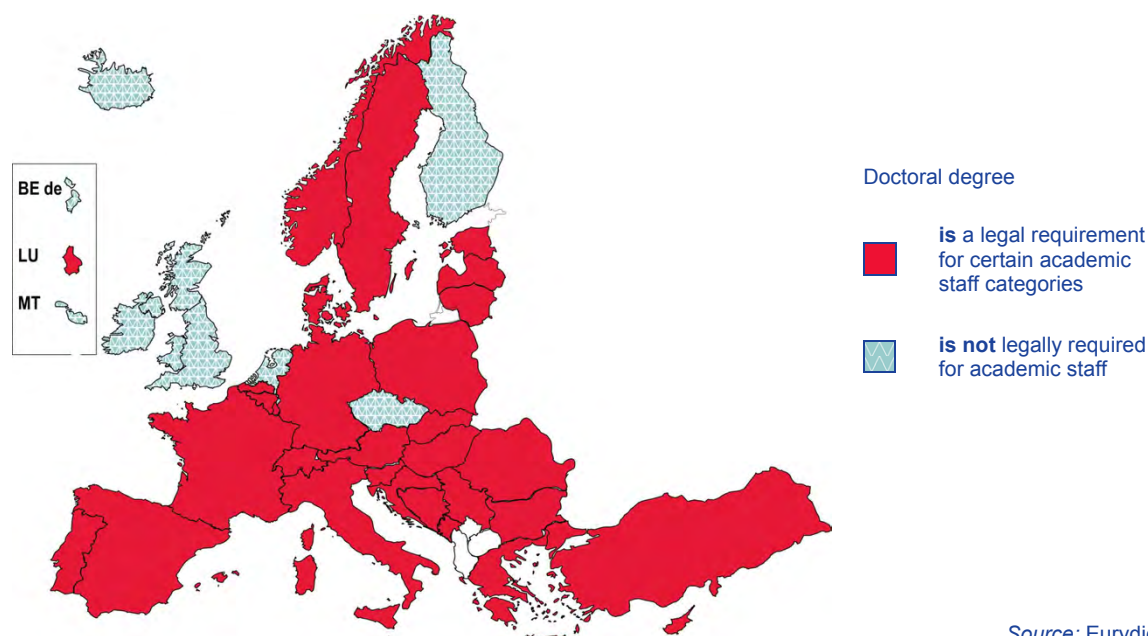 BE de
LU
MT
Doctoral degree
is a legal requirement
for certain academic
staff categories
is not legally required
for academic staff
Source: